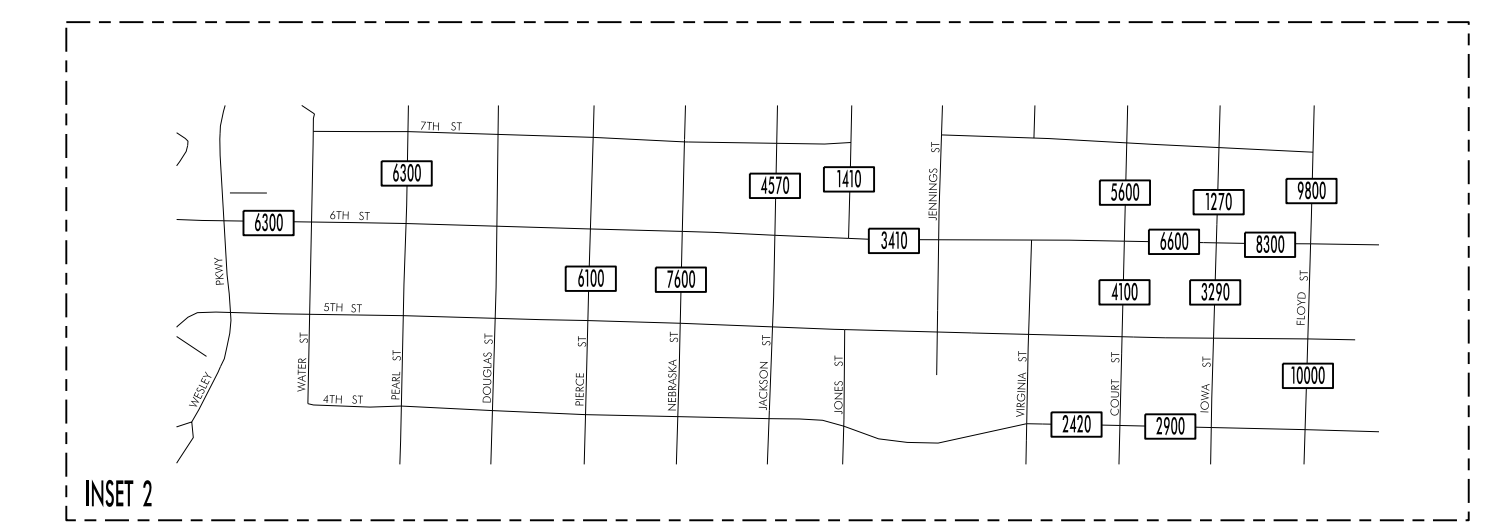 7TH ST
JENNINGS ST
6300
4570
1410
5600
1270
9800
6300
6TH ST
3410
6600
8300
PKWY
6100
7600
4100
3290
FLOYD ST
5TH ST
WESLEY
WATER ST
PEARL ST
DOUGLAS ST
PIERCE ST
NEBRASKA ST
JACKSON ST
JONES ST
VIRGINIA ST
COURT ST
IOWA ST
10000
4TH ST
2420
2900
INSET 2